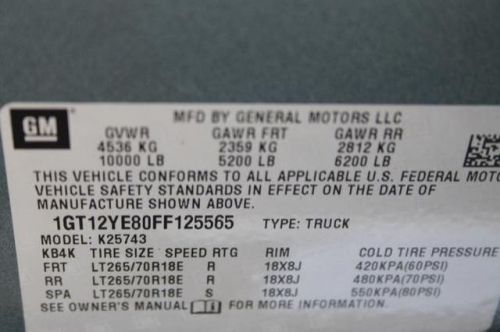 GM
MFD BY GENERAL MOTORS LLC
GVWR GAWR FRT GAWR RR
4536 KG 2359 KG 2812 KG
10000 LB 5200 LB 6200 LB
THIS VEHICLE CONFORMS TO ALL APPLICABLE U.S. FEDERAL MOTO
VEHICLE SAFETY STANDARDS IN EFFECT ON THE DATE OF
MANUFACTURE SHOWN ABOVE.
1GT12YE80FF125565 TYPE: TRUCK
MODEL: K25743
KB4K TIRE SIZE SPEED RTG RIM COLD TIRE PRESSURE
FRT LT265/70R18E R 18X8J 420KPA(60PSI)
RR LT265/70R18E R 18X8J 480KPA(70PSI)
SPA LT265/70R18E S 18X8J 550KPA(80PSI)
SEE OWNER'S MANUAL FOR MORE INFORMATION.